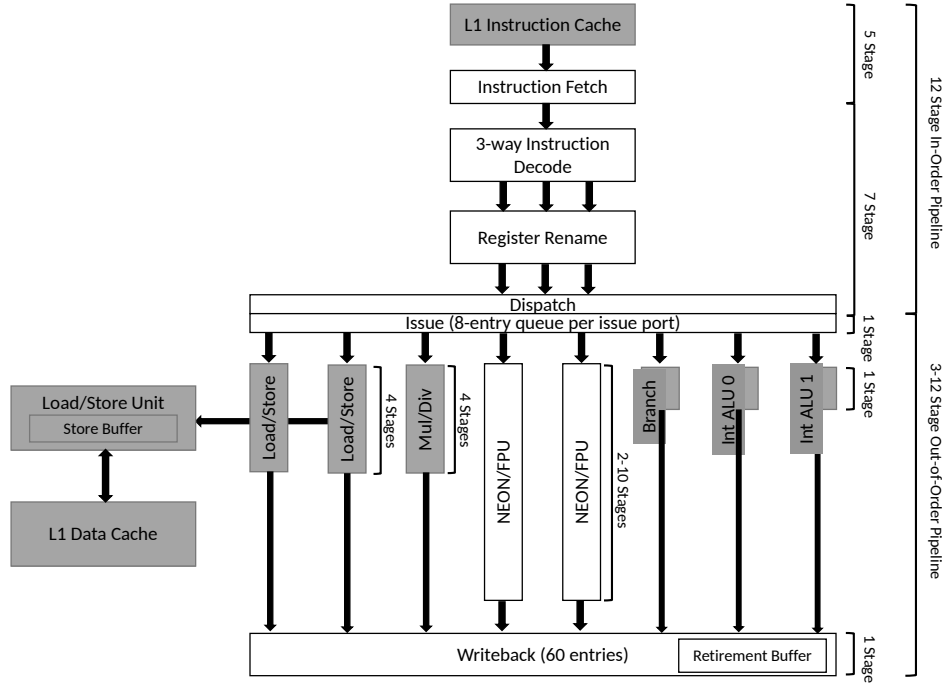 L1 Instruction Cache
Instruction Fetch
3-way Instruction
Decode
Register Rename
Dispatch
Issue (8-entry queue per issue port)
Load/Store
Load/Store
4 Stages
Mul/Div
4 Stages
NEON/FPU
NEON/FPU
2-10 Stages
Branch
Int ALU 0
Int ALU 1
Load/Store Unit
Store Buffer
L1 Data Cache
Writeback (60 entries)
Retirement Buffer
5 Stage
7 Stage
1 Stage
1 Stage
1 Stage
12 Stage In-Order Pipeline
3-12 Stage Out-of-Order Pipeline